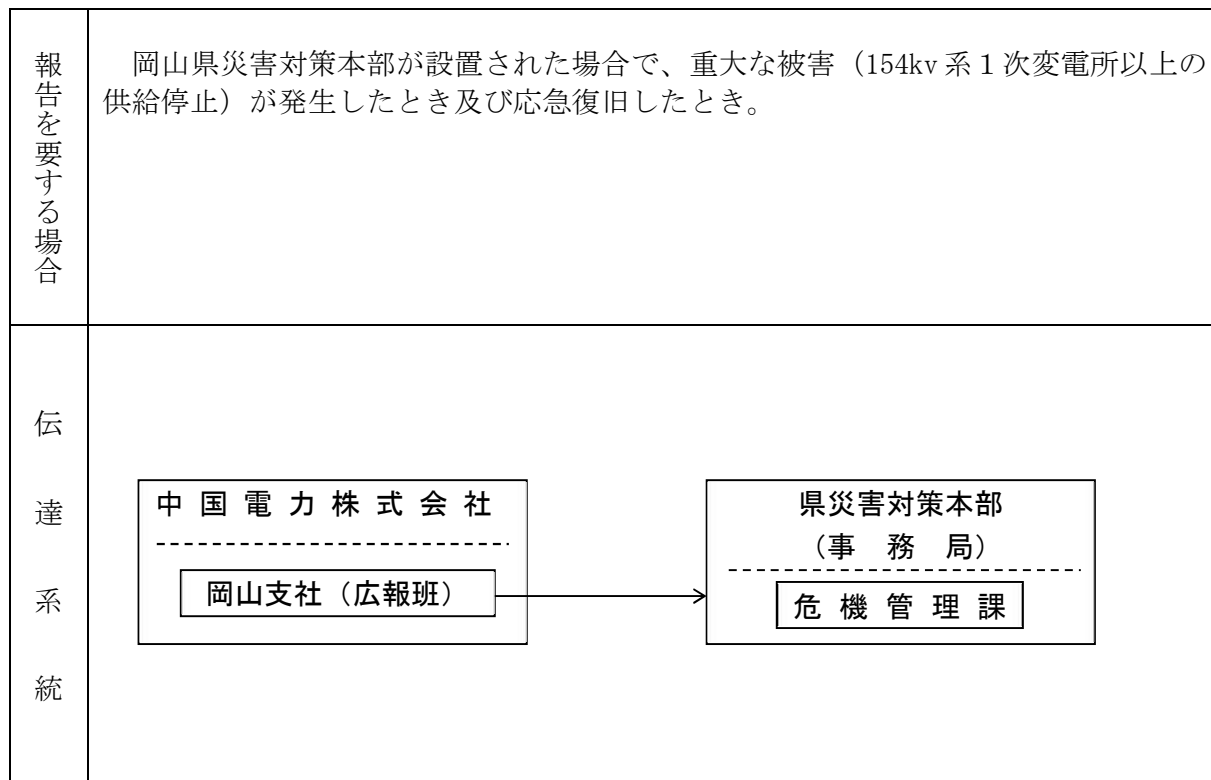 報告を要する場合
　岡山県災害対策本部が設置された場合で、重大な被害（154kv 系１次変電所以上の
供給停止）が発生したとき及び応急復旧したとき。
伝達系統
中国電力株式会社
岡山支社（広報班）
県災害対策本部
（事　務　局）
危機管理課